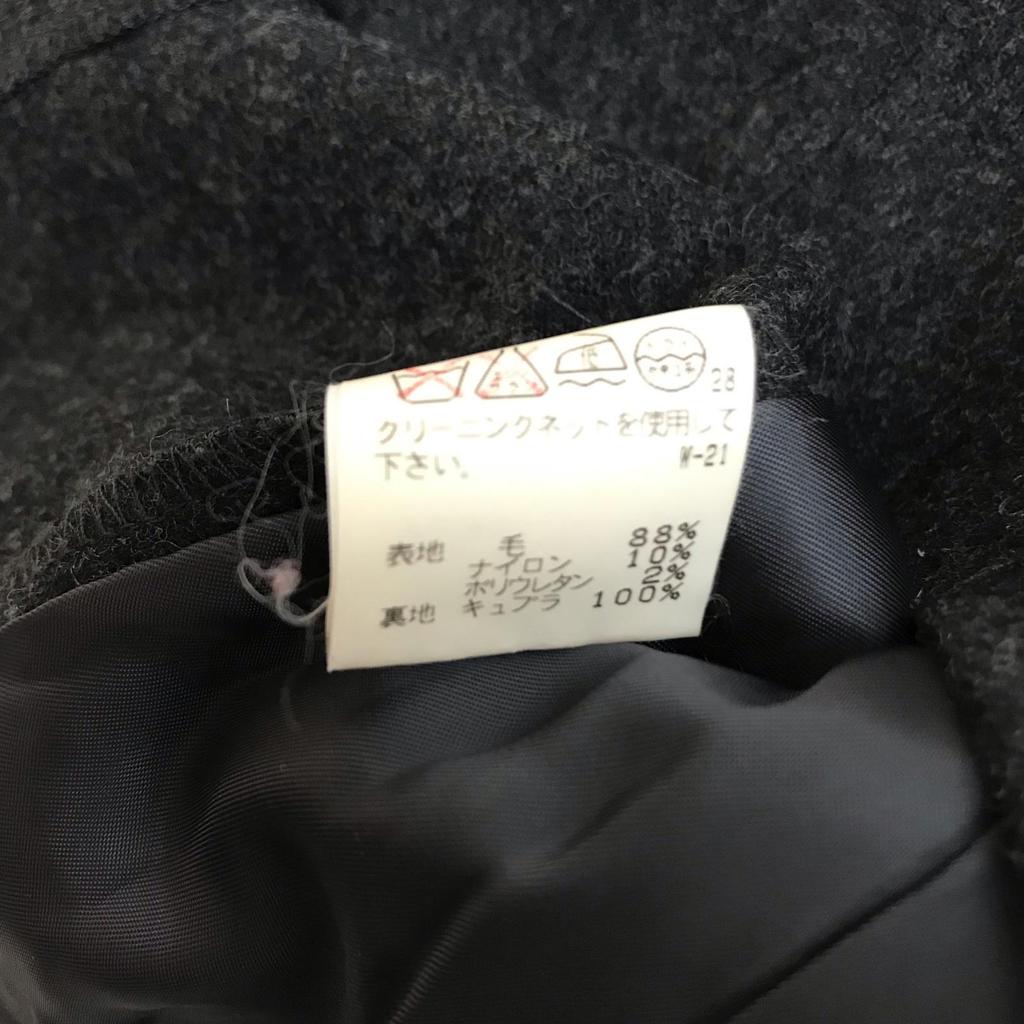 低
28
クリーニングネットを使用して
下さい。 W-21
表地 毛 88%
ナイロン 10%
ポリウレタン 2%
裏地 キュプラ 100%